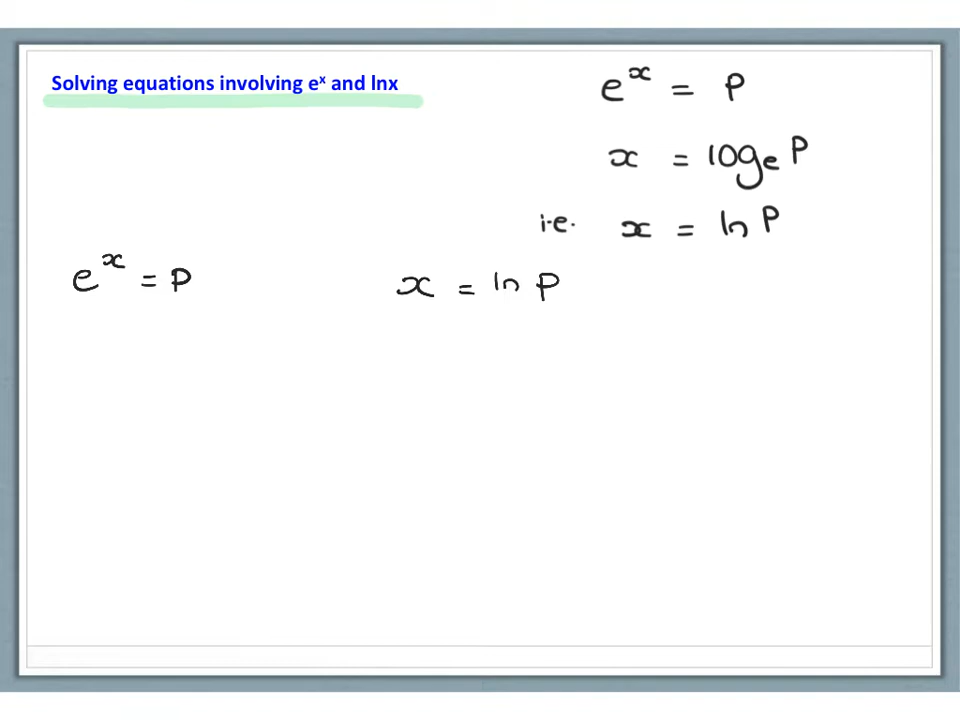 Solving equations involving eˣ and lnx
eˣ = P
x = logₑ P
i.e. x = ln P
eˣ = P x = ln P